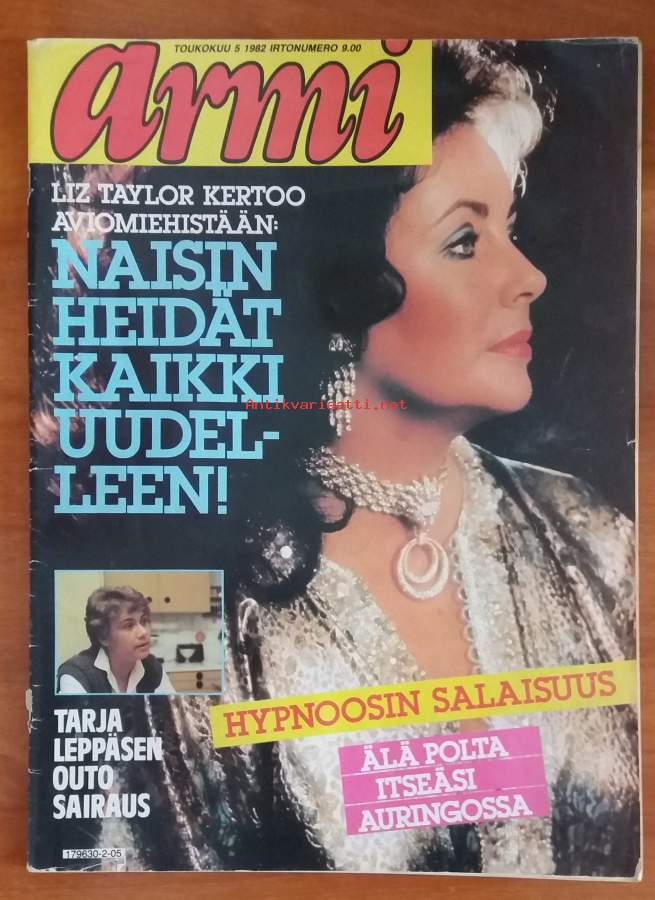 TOUKOKUU 5 1982 IRTONUMERO 9.00
armi
LIZ TAYLOR KERTOO
AVIOMIEHISTÄÄN:
NAISIN
HEIDÄT
KAIKKI
UUDEL-
LEEN!
Antikvariaatti.net
TARJA
LEPPÄSEN
OUTO
SAIRAUS
HYPNOOSIN SALAISUUS
ÄLÄ POLTA
ITSEÄSI
AURINGOSSA
179630-2-05